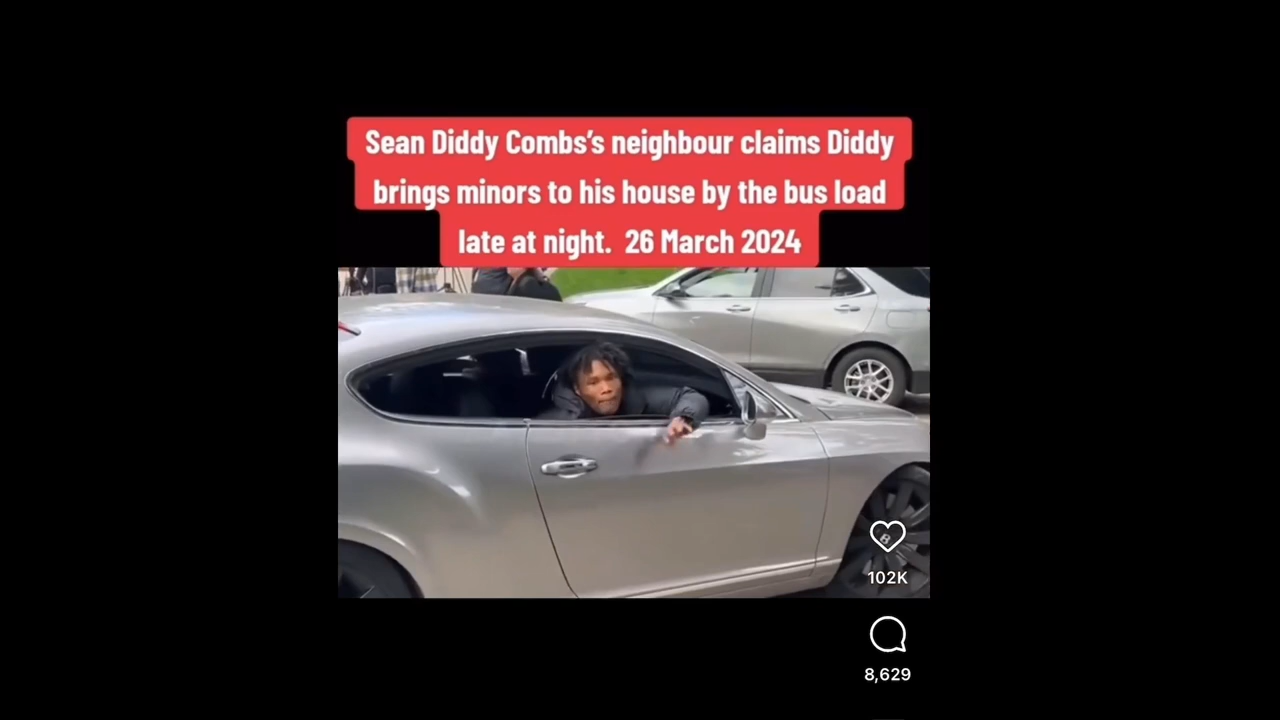 Sean Diddy Combs’s neighbour claims Diddy
brings minors to his house by the bus load
late at night.  26 March 2024
102K
8,629